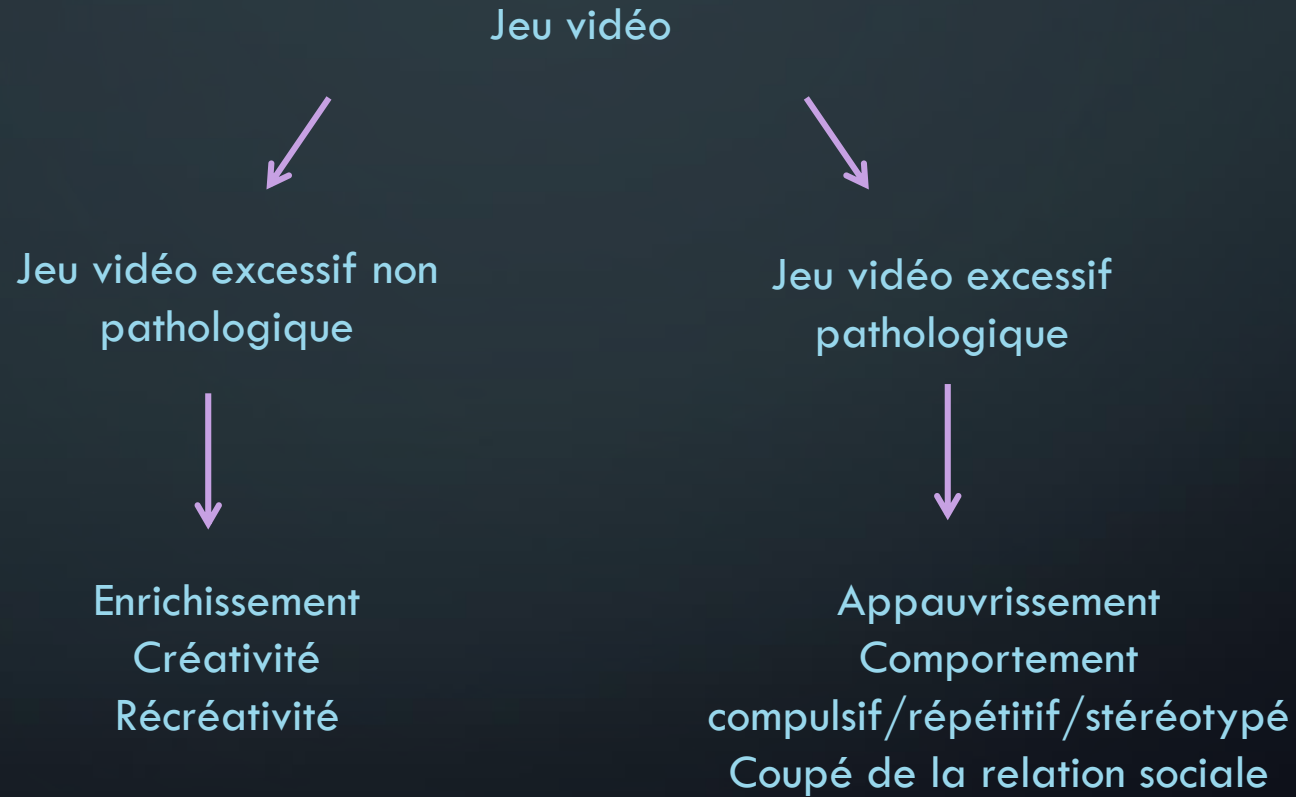 Jeu vidéo
Jeu vidéo excessif non
pathologique
Jeu vidéo excessif
pathologique
Enrichissement
Créativité
Récréativité
Appauvrissement
Comportement
compulsif/répétitif/stéréotypé
Coupé de la relation sociale